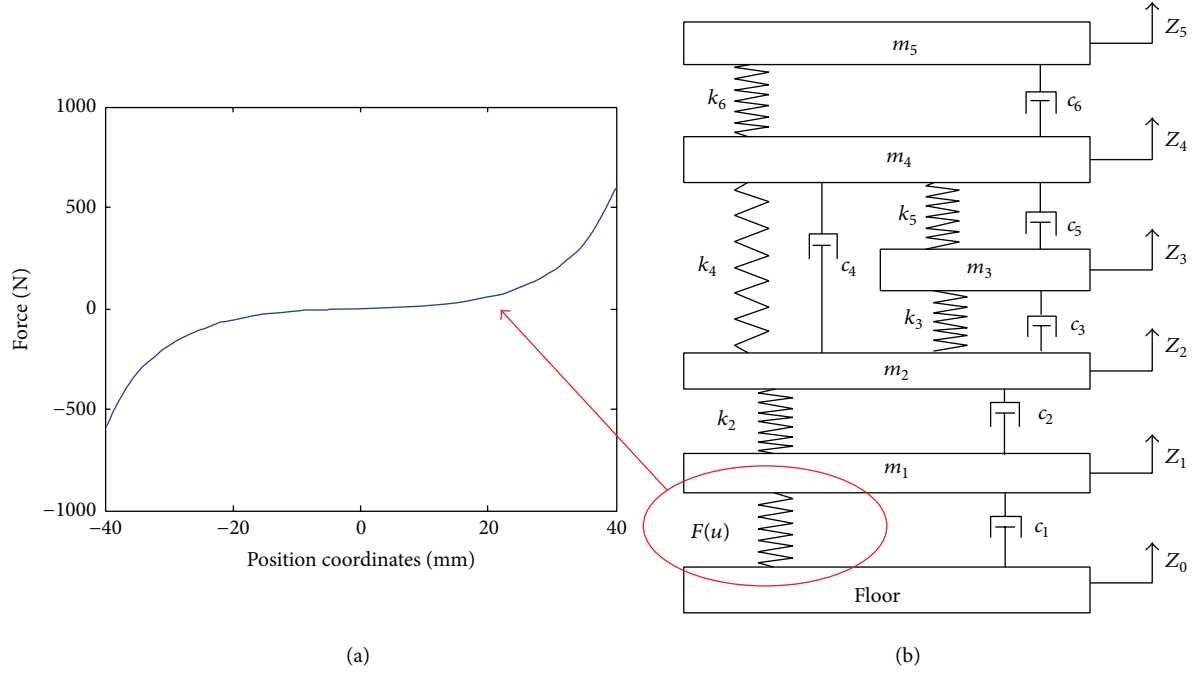 1000
500
0
−500
−1000
−40
−20
0
20
40
Force (N)
Position coordinates (mm)
(a)
Z5
m5
k6
c6
Z4
m4
k5
c5
Z3
k4
c4
m3
k3
c3
Z2
m2
k2
c2
Z1
m1
F(u)
c1
Z0
Floor
(b)